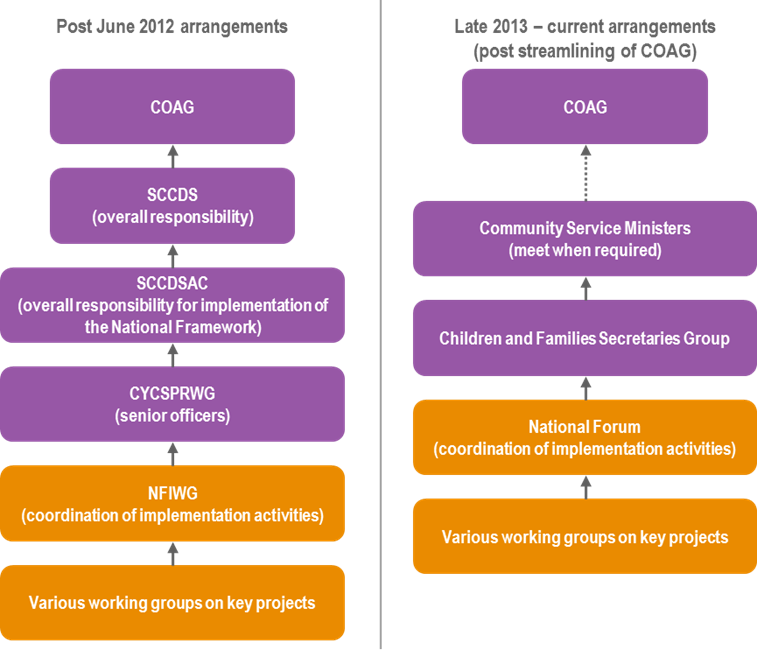 Post June 2012 arrangements
COAG
SCCDS
(overall responsibility)
SCCDSAC
(overall responsibility for implementation of
the National Framework)
CYCSPRWG
(senior officers)
NFIWG
(coordination of implementation activities)
Various working groups on key projects
Late 2013 – current arrangements
(post streamlining of COAG)
COAG
Community Service Ministers
(meet when required)
Children and Families Secretaries Group
National Forum
(coordination of implementation activities)
Various working groups on key projects